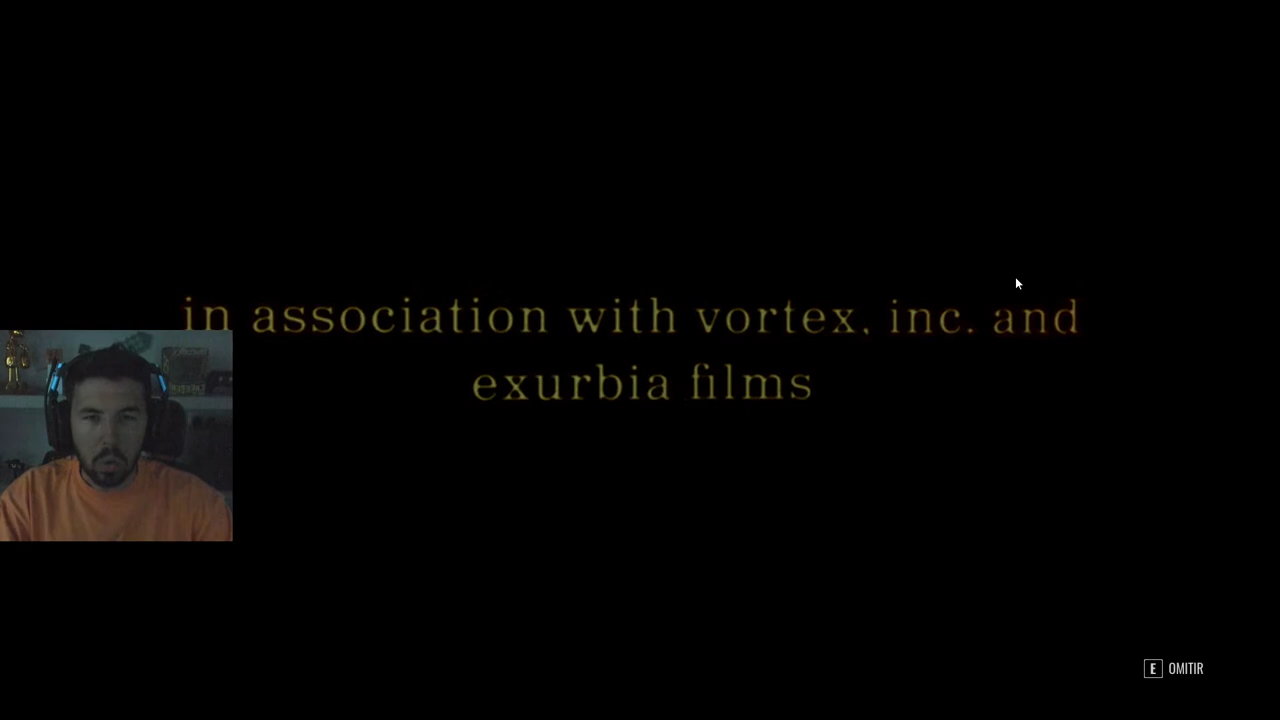 in association with vortex, inc. and
exurbia films
E OMITIR